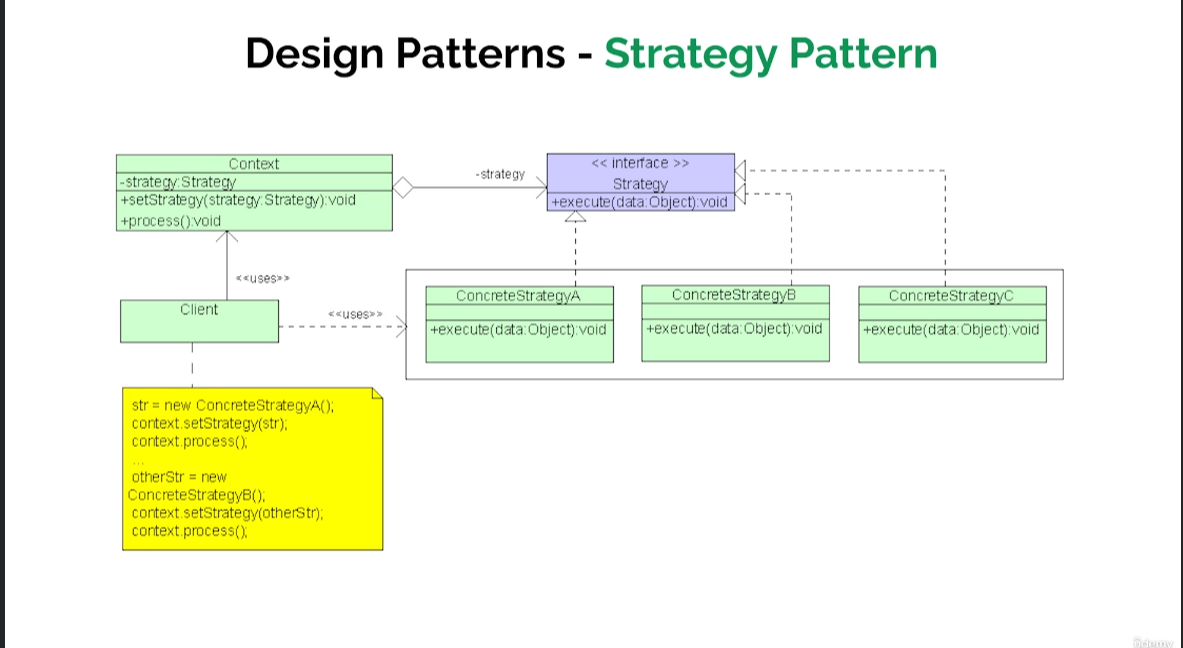 Design Patterns - Strategy Pattern
Context
-strategy:Strategy
+setStrategy(strategy:Strategy):void
+process():void
-strategy
<< interface >>
Strategy
+execute(data:Object):void
<<uses>>
Client
<<uses>>
ConcreteStrategyA
+execute(data:Object):void
ConcreteStrategyB
+execute(data:Object):void
ConcreteStrategyC
+execute(data:Object):void
str = new ConcreteStrategyA();
context.setStrategy(str);
context.process();
...
otherStr = new
ConcreteStrategyB();
context.setStrategy(otherStr);
context.process();
ûdemy